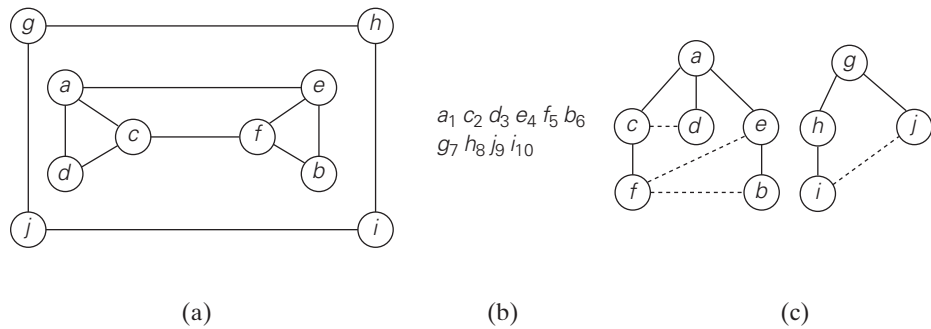 g h
a e
c f
d b
j i
a₁ c₂ d₃ e₄ f₅ b₆
g₇ h₈ j₉ i₁₀
a g
c d e h j
f b i
(a) (b) (c)